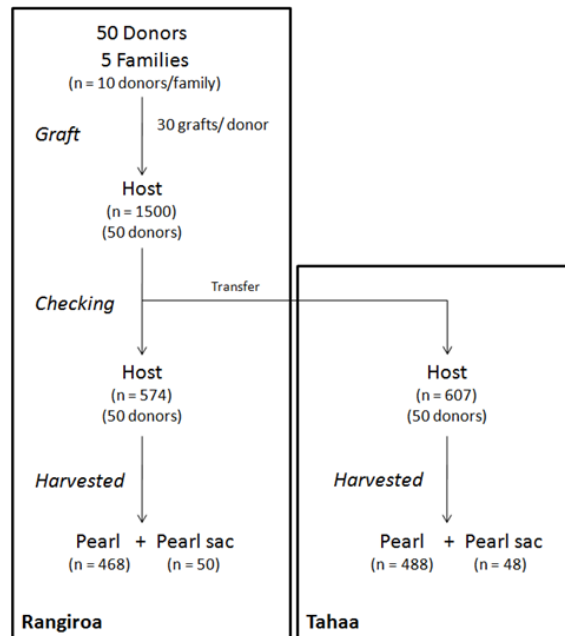 50 Donors
5 Families
(n = 10 donors/family)
Graft
30 grafts/ donor
Host
(n = 1500)
(50 donors)
Checking
Transfer
Host
(n = 574)
(50 donors)
Host
(n = 607)
(50 donors)
Harvested
Harvested
Pearl + Pearl sac
(n = 468) (n = 50)
Pearl + Pearl sac
(n = 488) (n = 48)
Rangiroa
Tahaa